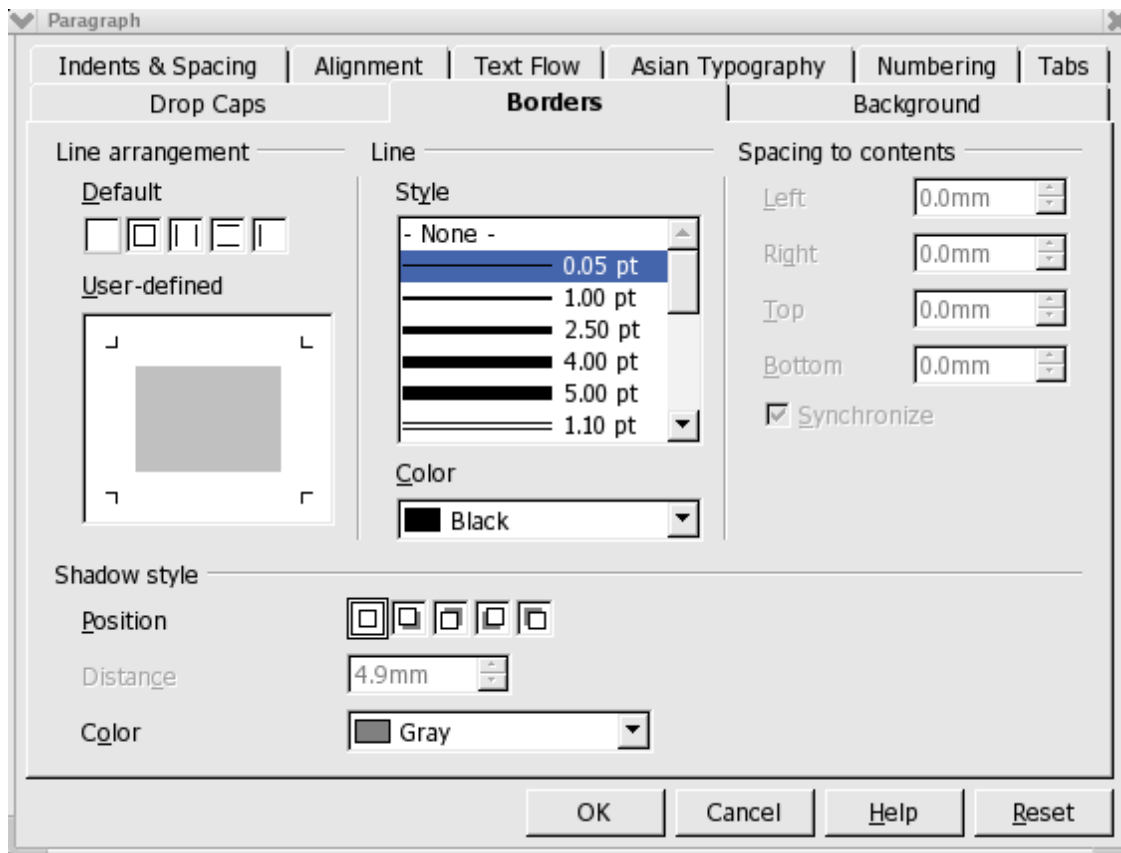 Paragraph
Indents & Spacing
Alignment
Text Flow
Asian Typography
Numbering
Tabs
Drop Caps
Borders
Background
Line arrangement
Default
User-defined
Line
Style
- None -
0.05 pt
1.00 pt
2.50 pt
4.00 pt
5.00 pt
1.10 pt
Color
Black
Spacing to contents
Left
0.0mm
Right
0.0mm
Top
0.0mm
Bottom
0.0mm
Synchronize
Shadow style
Position
Distance
4.9mm
Color
Gray
OK
Cancel
Help
Reset